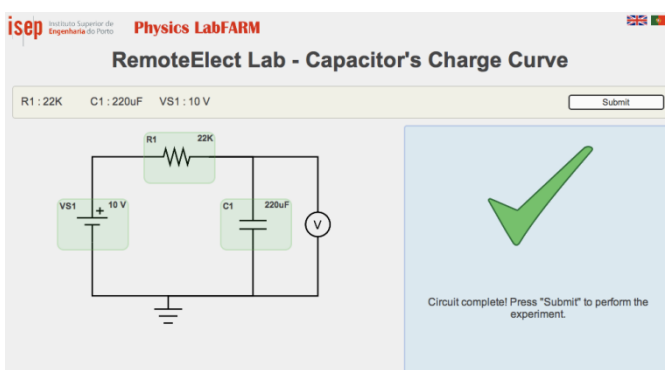 isep Instituto Superior de Engenharia do Porto Physics LabFARM
RemoteElect Lab - Capacitor's Charge Curve
R1 : 22K C1 : 220uF VS1 : 10 V Submit
R1 22K
VS1 + 10 V
C1 220uF
V
Circuit complete! Press "Submit" to perform the
experiment.